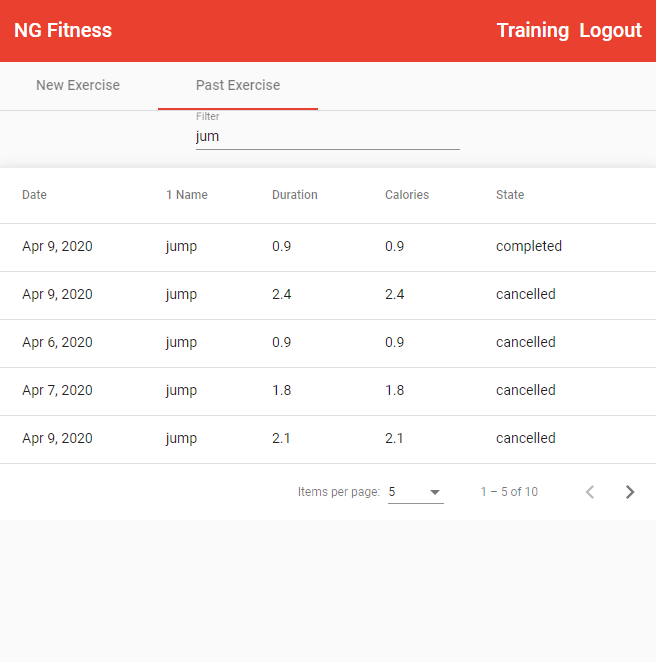 NG Fitness Training Logout
New Exercise Past Exercise
Filter
jum
Date 1 Name Duration Calories State
Apr 9, 2020 jump 0.9 0.9 completed
Apr 9, 2020 jump 2.4 2.4 cancelled
Apr 6, 2020 jump 0.9 0.9 cancelled
Apr 7, 2020 jump 1.8 1.8 cancelled
Apr 9, 2020 jump 2.1 2.1 cancelled
Items per page: 5 1 – 5 of 10